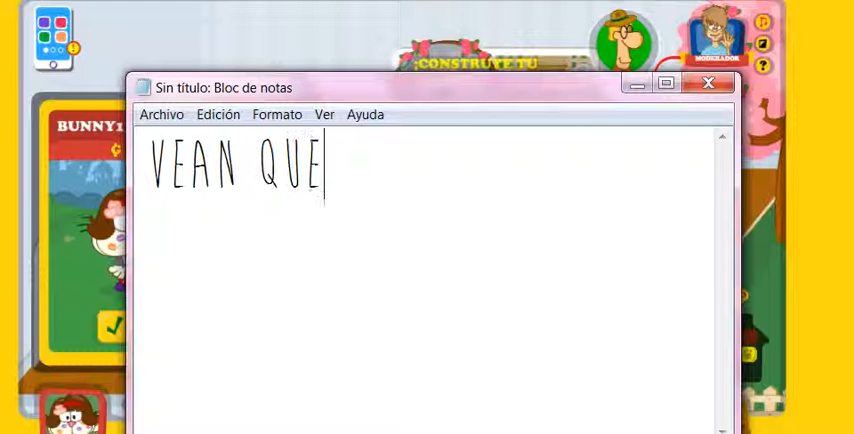 ¡CONSTRUYE TU
MODERADOR
?
Sin título: Bloc de notas
Archivo Edición Formato Ver Ayuda
BUNNY1
VEAN QUE